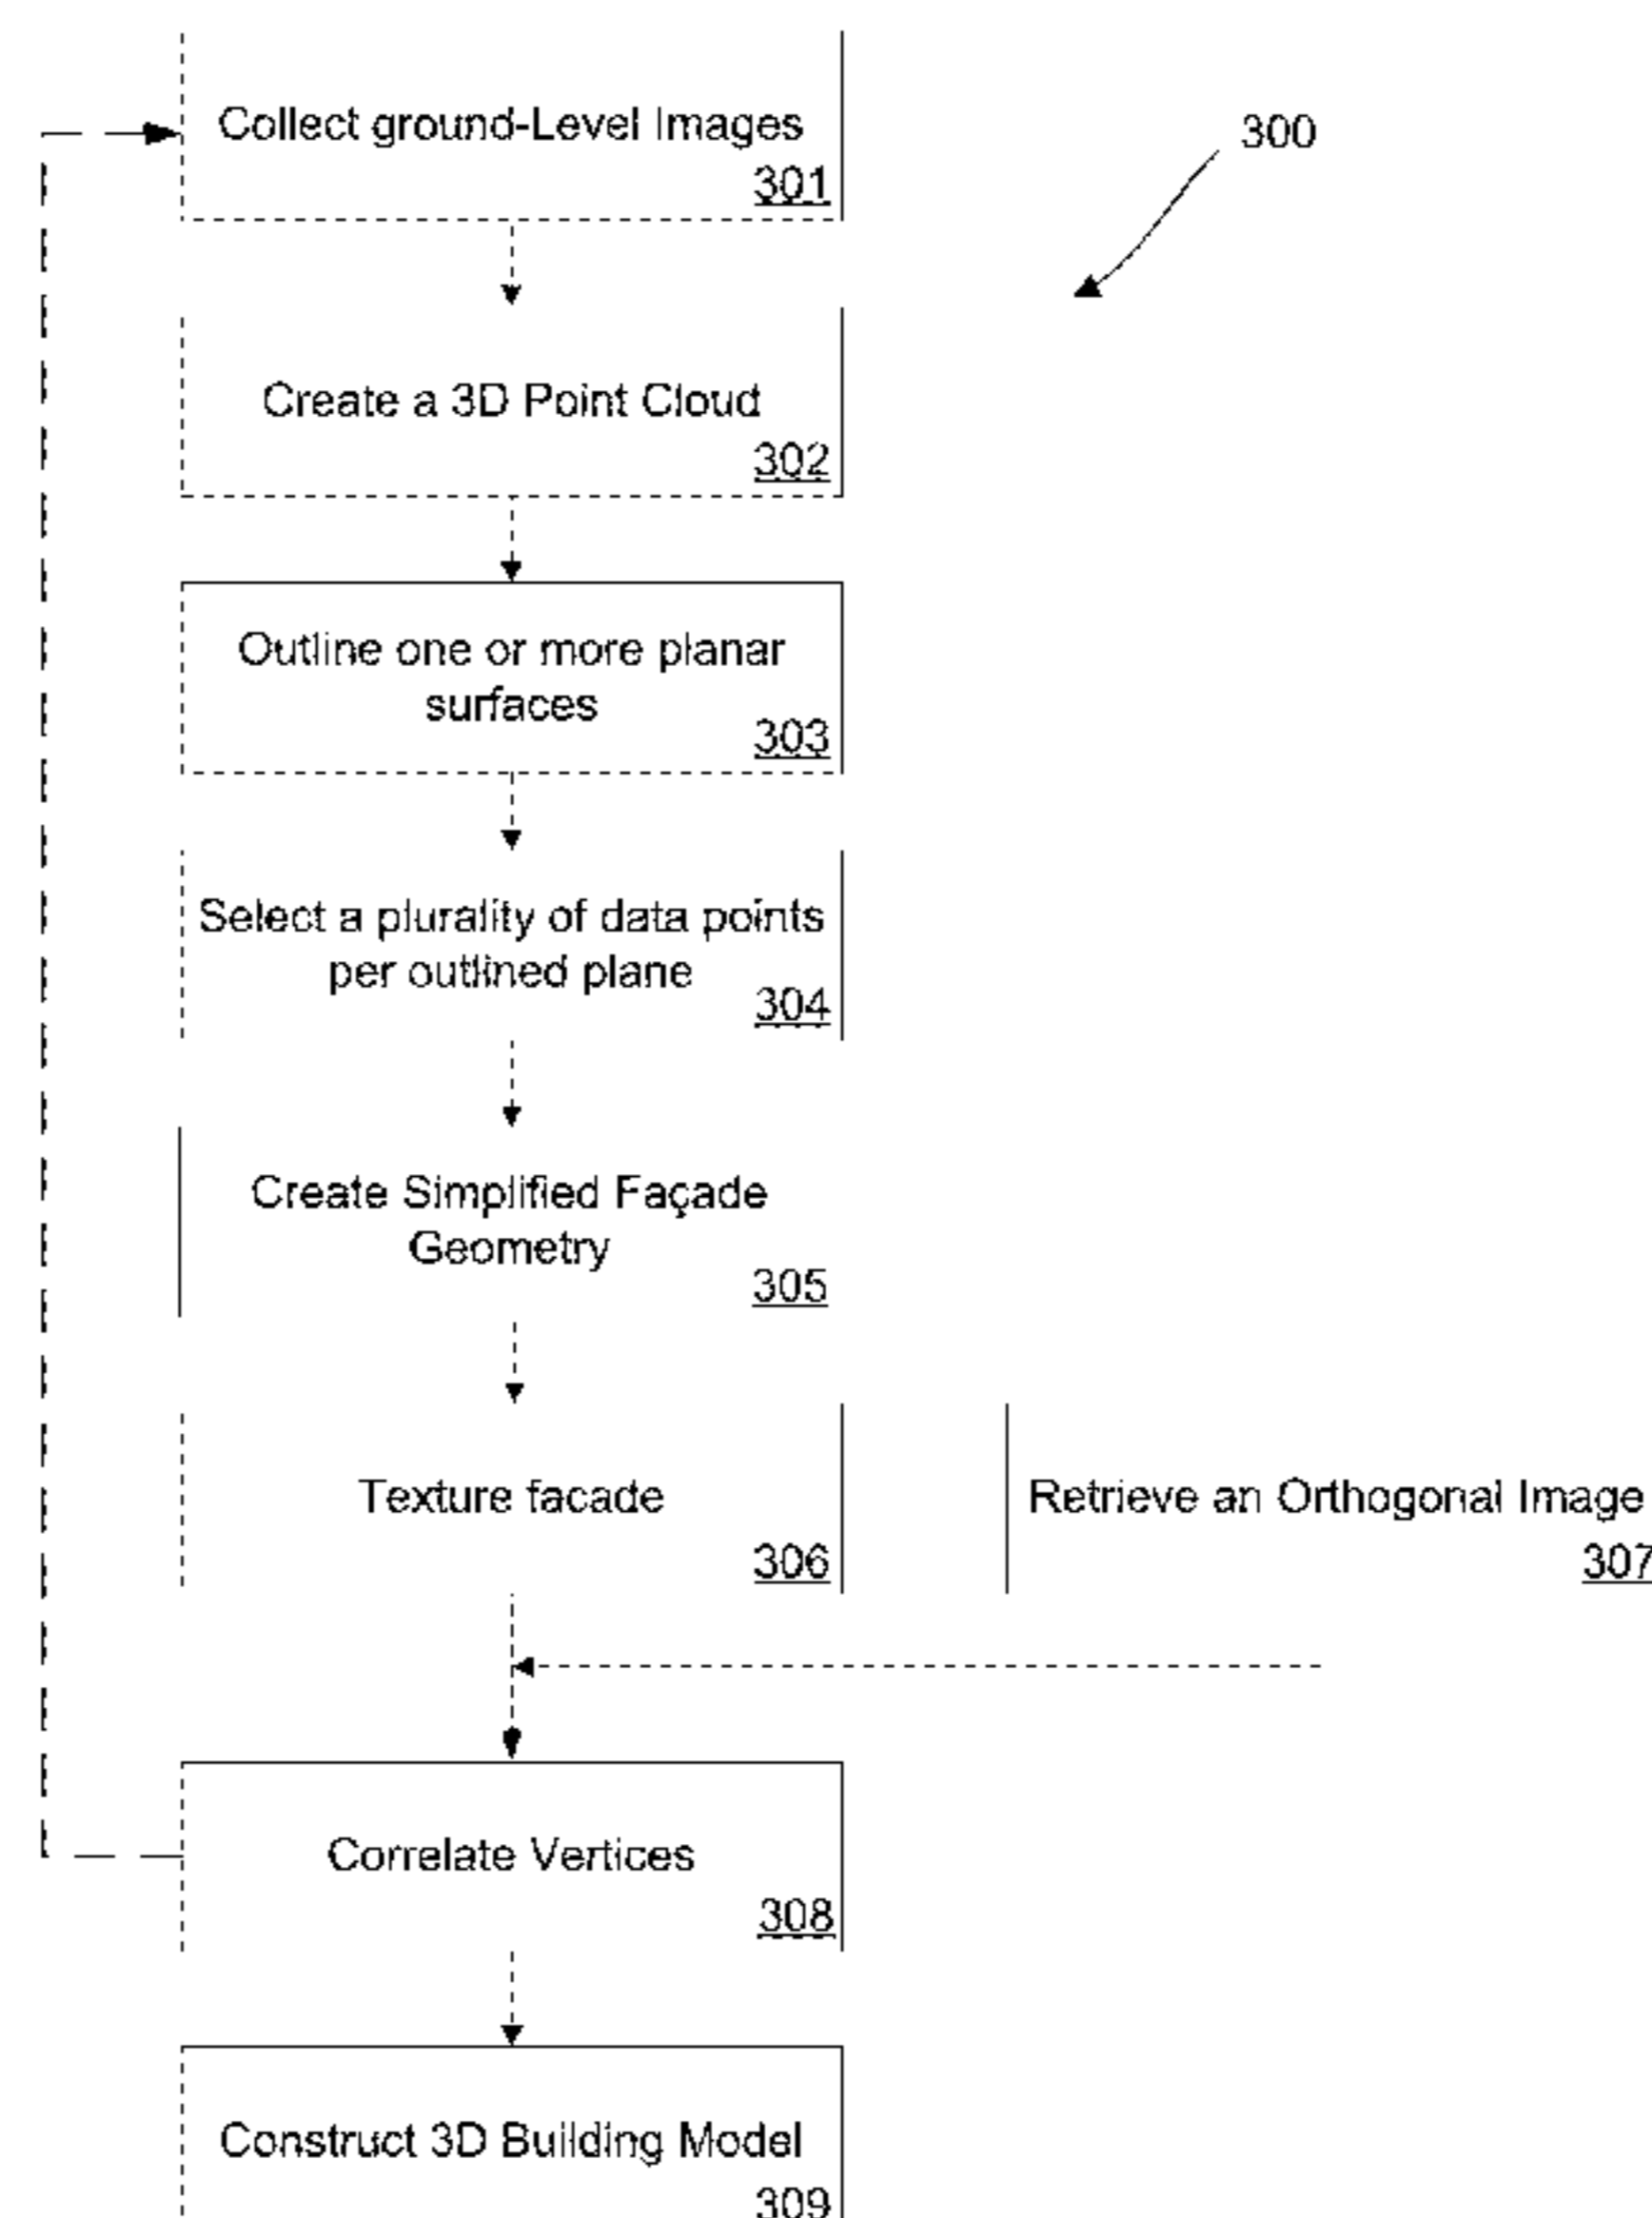 Collect ground-Level Images
301
300
Create a 3D Point Cloud
302
Outline one or more planar
surfaces
303
Select a plurality of data points
per outlined plane
304
Create Simplified Façade
Geometry
305
Texture facade
306
Retrieve an Orthogonal Image
307
Correlate Vertices
308
Construct 3D Building Model
309